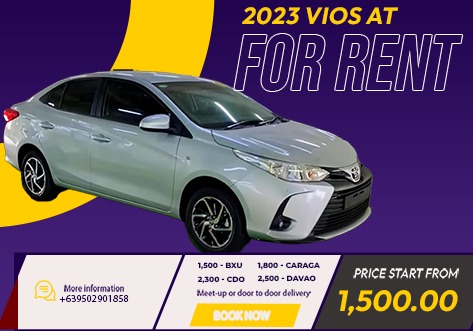 2023 VIOS AT
FOR RENT
1,500 - BXU 1,800 - CARAGA
2,300 - CDO 2,500 - DAVAO
Meet-up or door to door delivery
BOOK NOW
More information
+639502901858
PRICE START FROM
1,500.00